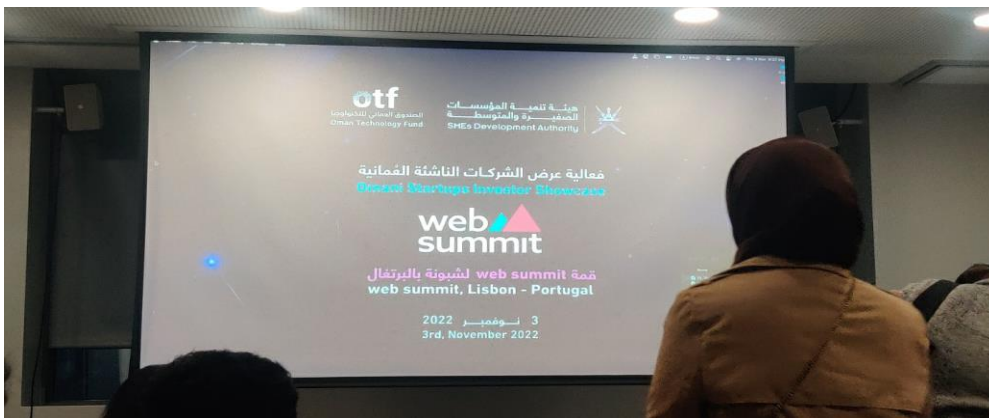 otf
الصندوق العماني للتكنولوجيا
Oman Technology Fund
هيئة تنمية المؤسسات
الصغيرة والمتوسطة
SMEs Development Authority
فعالية عرض الشركات الناشئة العُمانية
Omani Startups Investor Showcase
web
summit
قمة web summit لشبونة بالبرتغال
web summit, Lisbon - Portugal
3 نوفمبر 2022
3rd, November 2022